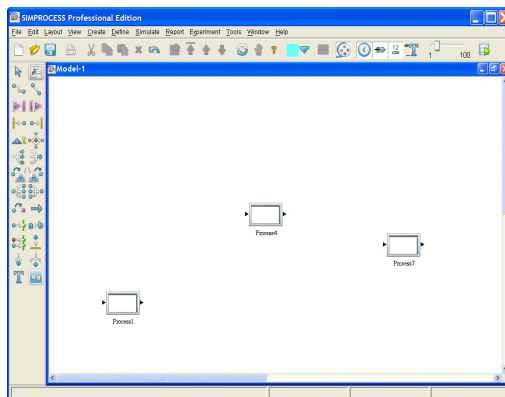 SIMPROCESS Professional Edition
File Edit Layout View Create Define Simulate Report Experiment Tools Window Help
12
T
1 100
Model-1
Process4
Process7
Process1
T